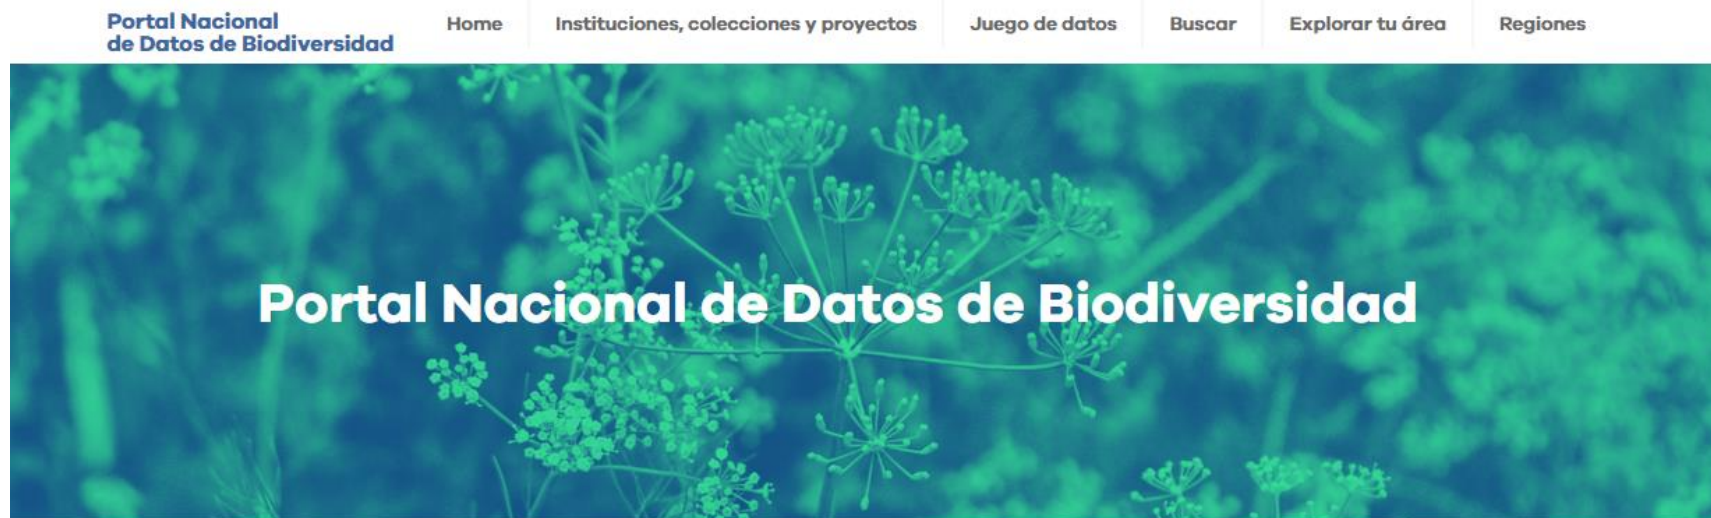 Portal Nacional
de Datos de Biodiversidad
Home
Instituciones, colecciones y proyectos
Juego de datos
Buscar
Explorar tu área
Regiones
Portal Nacional de Datos de Biodiversidad